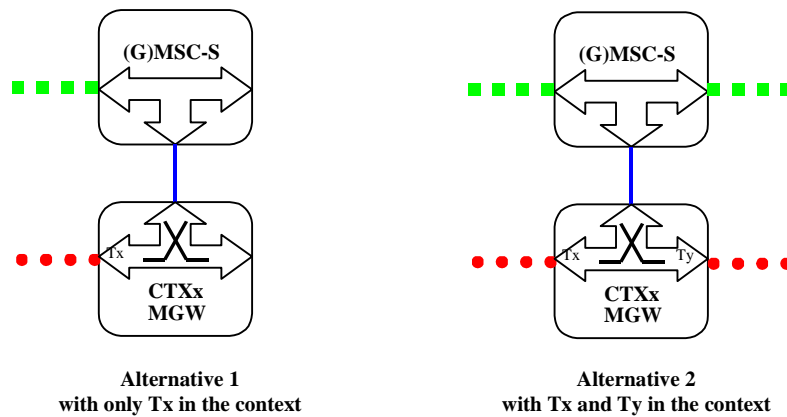 (G)MSC-S
(G)MSC-S
Tx
Tx
Ty
CTXx
MGW
CTXx
MGW
Alternative 1
with only Tx in the context
Alternative 2
with Tx and Ty in the context